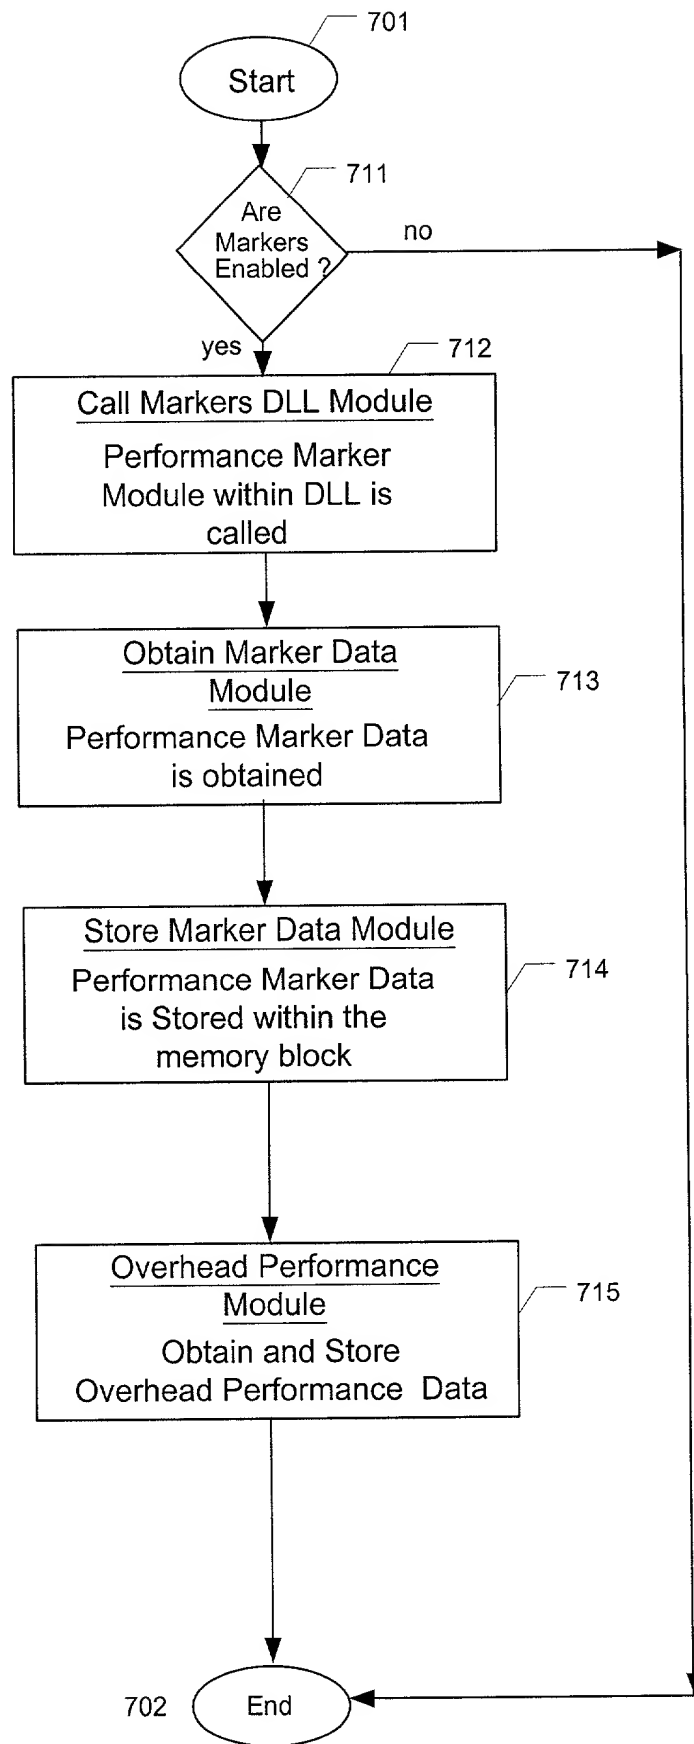 701
Start
711
Are
Markers
Enabled ?
no
yes
712
Call Markers DLL Module
Performance Marker
Module within DLL is
called
Obtain Marker Data
Module
713
Performance Marker Data
is obtained
Store Marker Data Module
714
Performance Marker Data
is Stored within the
memory block
Overhead Performance
Module
715
Obtain and Store
Overhead Performance Data
702
End